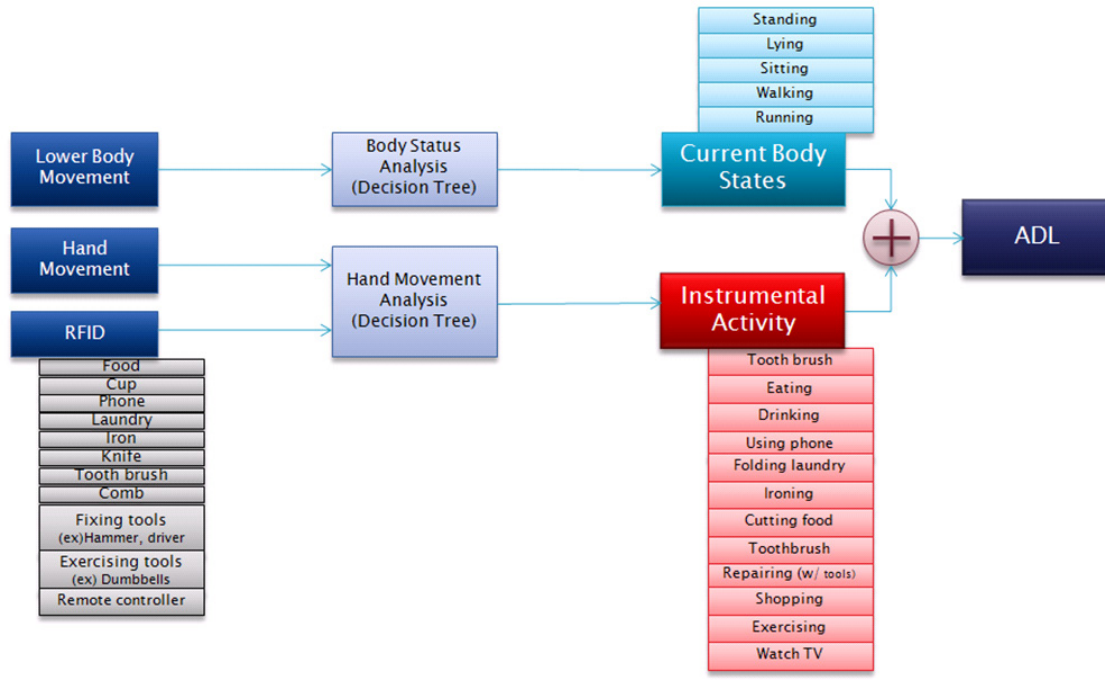 Standing
Lying
Sitting
Walking
Running
Lower Body
Movement
Body Status
Analysis
(Decision Tree)
Current Body
States
Hand
Movement
RFID
Hand Movement
Analysis
(Decision Tree)
Instrumental
Activity
ADL
Food
Cup
Phone
Laundry
Iron
Knife
Tooth brush
Comb
Fixing tools
(ex)Hammer, driver
Exercising tools
(ex) Dumbbells
Remote controller
Tooth brush
Eating
Drinking
Using phone
Folding laundry
Ironing
Cutting food
Toothbrush
Repairing (w/ tools)
Shopping
Exercising
Watch TV